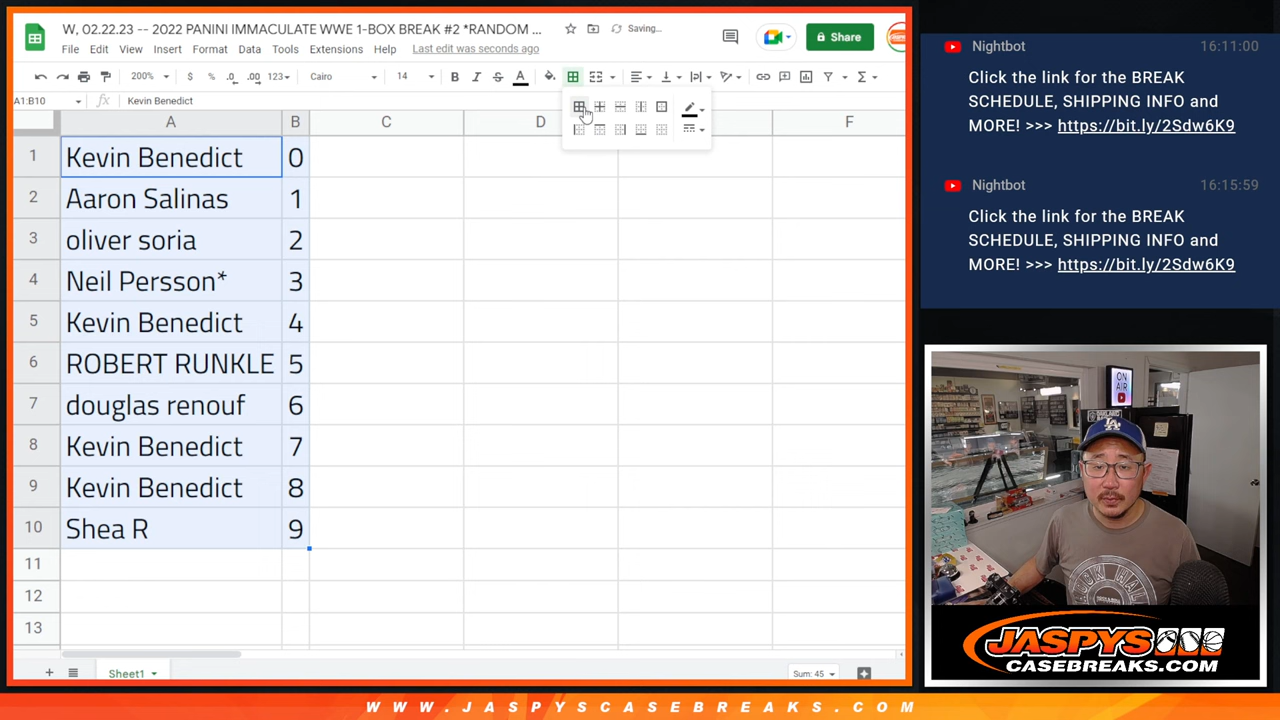 W, 02.22.23 -- 2022 PANINI IMMACULATE WWE 1-BOX BREAK #2 *RANDOM ...
Saving...
Share
File Edit View Insert Format Data Tools Extensions Help Last edit was seconds ago
200% $ % .0 .00 123 Cairo 14 B I S A
A1:B10 fx Kevin Benedict
A B C D F
1 Kevin Benedict 0
2 Aaron Salinas 1
3 oliver soria 2
4 Neil Persson* 3
5 Kevin Benedict 4
6 ROBERT RUNKLE 5
7 douglas renouf 6
8 Kevin Benedict 7
9 Kevin Benedict 8
10 Shea R 9
11
12
13
Sheet1
Sum: 45
Nightbot 16:11:00
Click the link for the BREAK
SCHEDULE, SHIPPING INFO and
MORE! >>> https://bit.ly/2Sdw6K9
Nightbot 16:15:59
Click the link for the BREAK
SCHEDULE, SHIPPING INFO and
MORE! >>> https://bit.ly/2Sdw6K9
ON
AIR
LA
JASPYS
CASEBREAKS.COM
WWW.JASPYSCASEBREAKS.COM